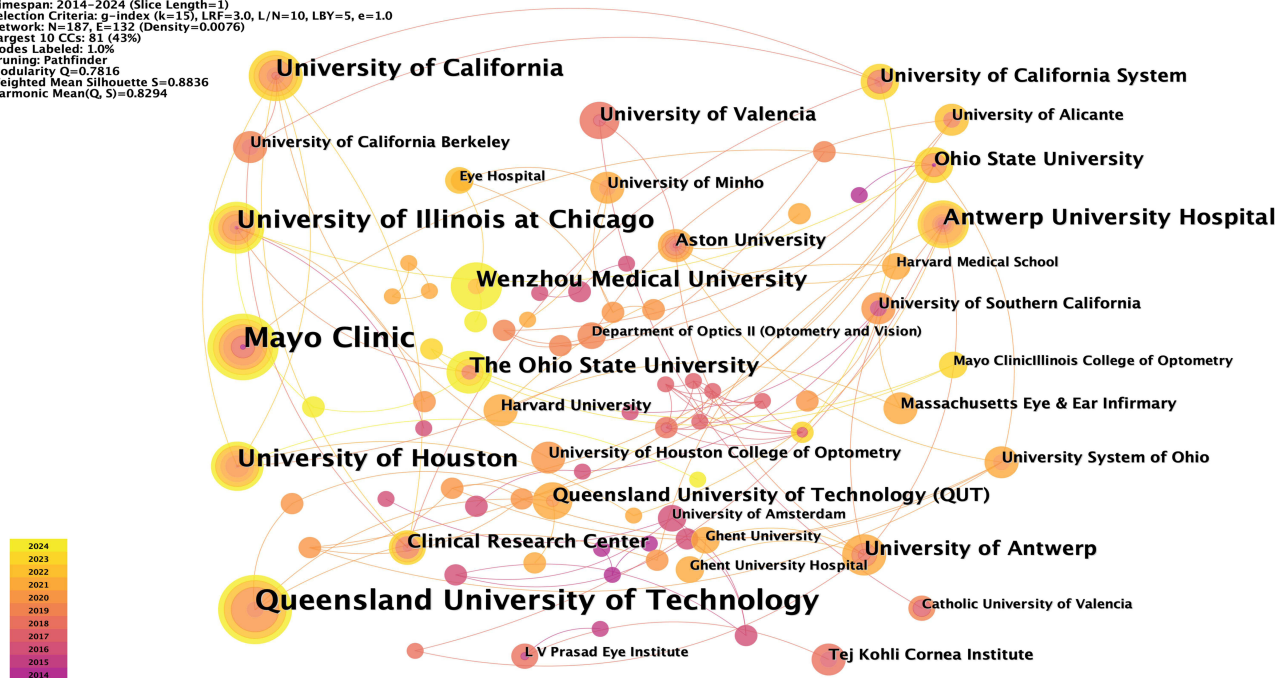 imespan: 2014-2024 (Slice Length=1)
election Criteria: g-index (k=15), LRF=3.0, L/N=10, LBY=5, e=1.0
etwork: N=187, E=132 (Density=0.0076)
argest 10 CCs: 81 (43%)
odes Labeled: 1.0%
runing: Pathfinder
odularity Q=0.7816
eighted Mean Silhouette S=0.8836
armonic Mean(Q, S)=0.8294
University of California
University of California System
University of Valencia
University of Alicante
University of California Berkeley
Ohio State University
Eye Hospital
University of Minho
University of Illinois at Chicago
Antwerp University Hospital
Aston University
Harvard Medical School
Wenzhou Medical University
University of Southern California
Department of Optics II (Optometry and Vision)
Mayo Clinic
Mayo ClinicIllinois College of Optometry
The Ohio State University
Harvard University
Massachusetts Eye & Ear Infirmary
University of Houston College of Optometry
University of Houston
University System of Ohio
Queensland University of Technology (QUT)
University of Amsterdam
Ghent University
Clinical Research Center
University of Antwerp
Ghent University Hospital
Queensland University of Technology
Catholic University of Valencia
L V Prasad Eye Institute
Tej Kohli Cornea Institute
2024
2023
2022
2021
2020
2019
2018
2017
2016
2015
2014